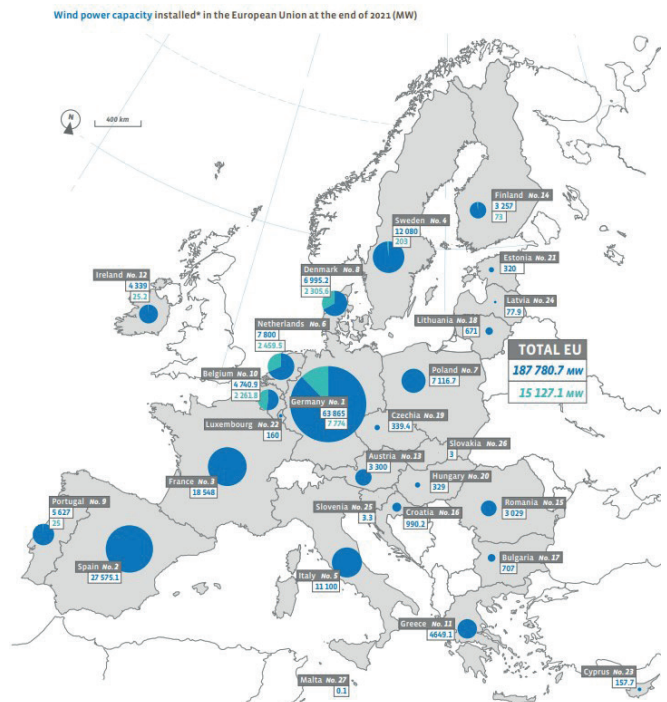 Wind power capacity installed* in the European Union at the end of 2021 (MW)
N
400 km
Finland No. 14
3 257
73
Sweden No. 4
12 080
203
Estonia No. 21
320
Ireland No. 12
4 339
25.2
Denmark No. 8
6 995.2
2 305.6
Latvia No. 24
77.9
Lithuania No. 18
671
Netherlands No. 6
7 800
2 459.5
TOTAL EU
187 780.7 MW
15 127.1 MW
Belgium No. 10
4 740.9
2 261.8
Poland No. 7
7 116.7
Germany No. 1
63 865
7 774
Luxembourg No. 22
160
Czechia No. 19
339.4
Slovakia No. 26
3
Austria No. 13
3 300
France No. 3
18 548
Hungary No. 20
329
Portugal No. 9
5 627
25
Slovenia No. 25
3.3
Croatia No. 16
990.2
Romania No. 15
3 029
Bulgaria No. 17
707
Spain No. 2
27 575.1
Italy No. 5
11 100
Greece No. 11
4649.1
Malta No. 27
0.1
Cyprus No. 23
157.7